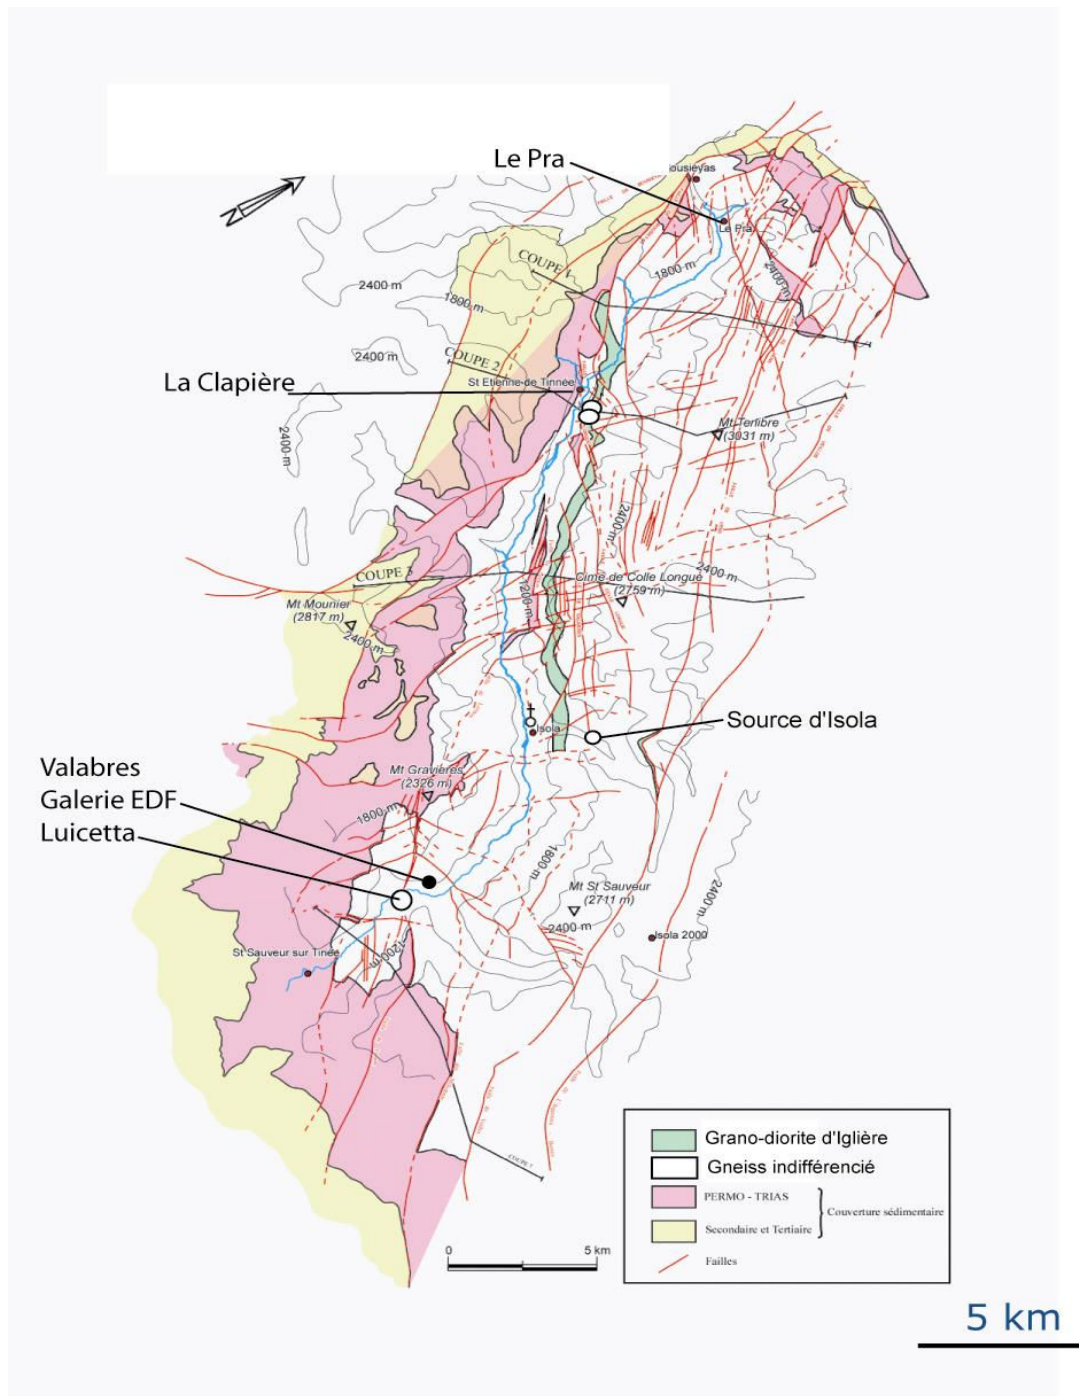 Le Pra
ousiéyas
Le Pra
N
COUPE 1
1800 m
2400 m
2400 m
1800 m
2400 m
COUPE 2
La Clapière
St Etienne-de Tinnée
Mt Terlibre
(3031 m)
2400 m
2400 m
2400 m
COUPE 3
Cime de Colle Longue
(2759 m)
1200 m
Mt Mounier
(2817 m)
2400 m
Source d'Isola
Isola
Valabres
Galerie EDF
Luicetta
Mt Gravières
(2326 m)
1800 m
1800 m
Mt St Sauveur
(2711 m)
2400 m
2400 m
Isola 2000
St Sauveur sur Tinée
1200 m
Grano-diorite d'Iglière
Gneiss indifférencié
PERMO - TRIAS
Couverture sédimentaire
Secondaire et Tertiaire
Failles
0 5 km
5 km